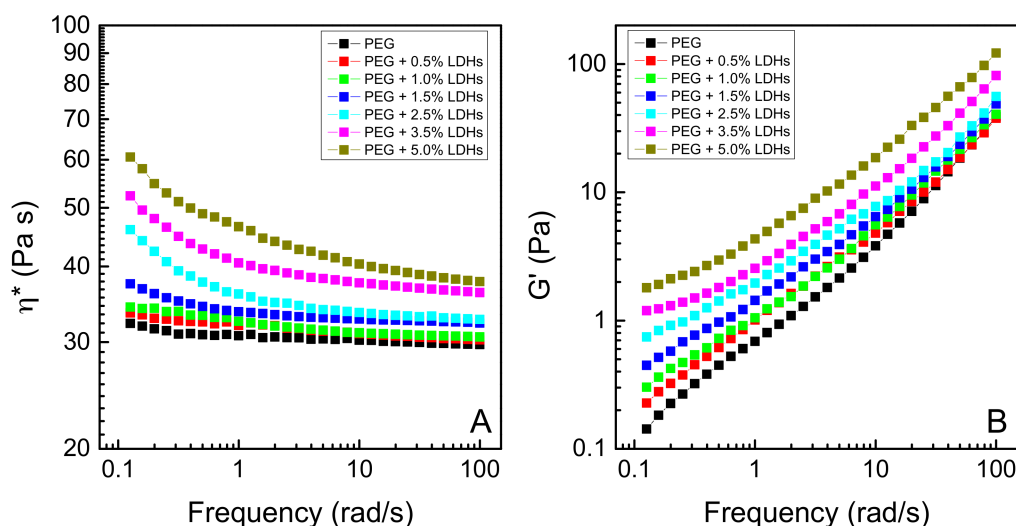 100
90
80
70
60
50
40
30
20
0.1
1
10
100
η* (Pa s)
Frequency (rad/s)
PEG
PEG + 0.5% LDHs
PEG + 1.0% LDHs
PEG + 1.5% LDHs
PEG + 2.5% LDHs
PEG + 3.5% LDHs
PEG + 5.0% LDHs
A
100
10
1
0.1
0.1
1
10
100
G' (Pa)
Frequency (rad/s)
PEG
PEG + 0.5% LDHs
PEG + 1.0% LDHs
PEG + 1.5% LDHs
PEG + 2.5% LDHs
PEG + 3.5% LDHs
PEG + 5.0% LDHs
B